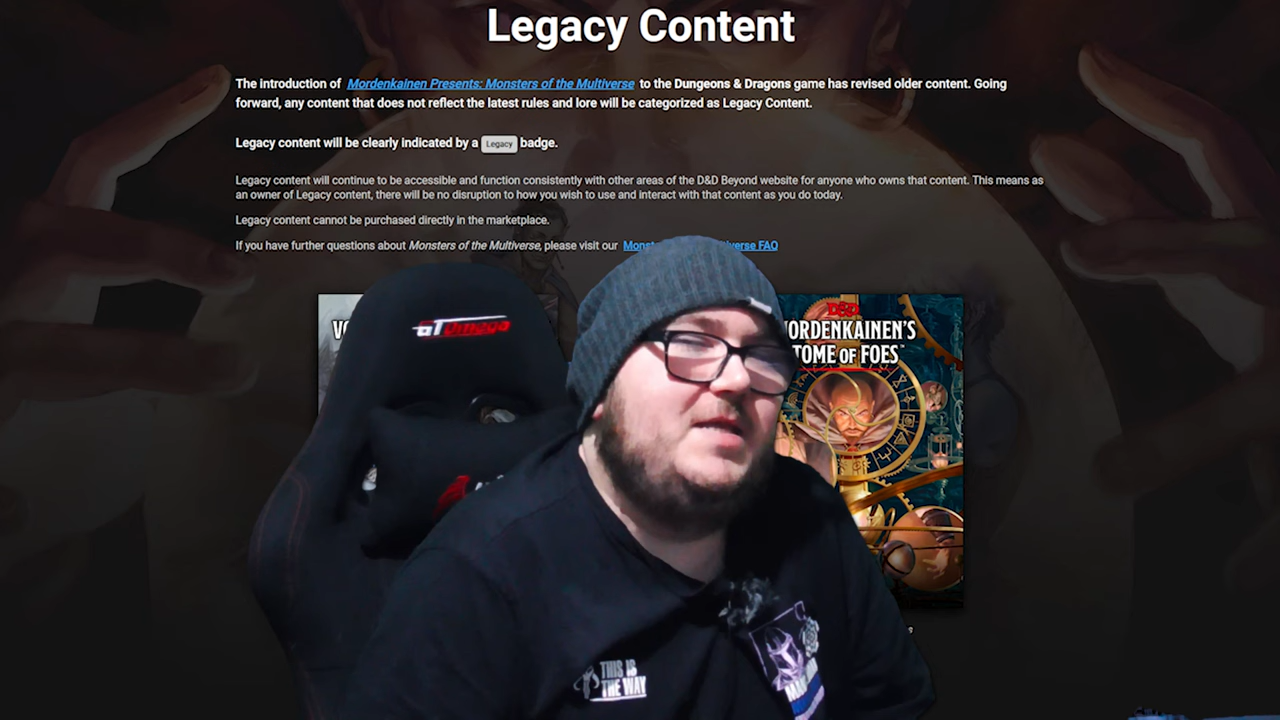 Legacy Content
The introduction of Mordenkainen Presents: Monsters of the Multiverse to the Dungeons & Dragons game has revised older content. Going
forward, any content that does not reflect the latest rules and lore will be categorized as Legacy Content.
Legacy content will be clearly indicated by a Legacy badge.
Legacy content will continue to be accessible and function consistently with other areas of the D&D Beyond website for anyone who owns that content. This means as
an owner of Legacy content, there will be no disruption to how you wish to use and interact with that content as you do today.
Legacy content cannot be purchased directly in the marketplace.
If you have further questions about Monsters of the Multiverse, please visit our Monst verse FAQ
D&D
ORDENKAINEN'S
TOME OF FOES
THIS IS
THE WAY